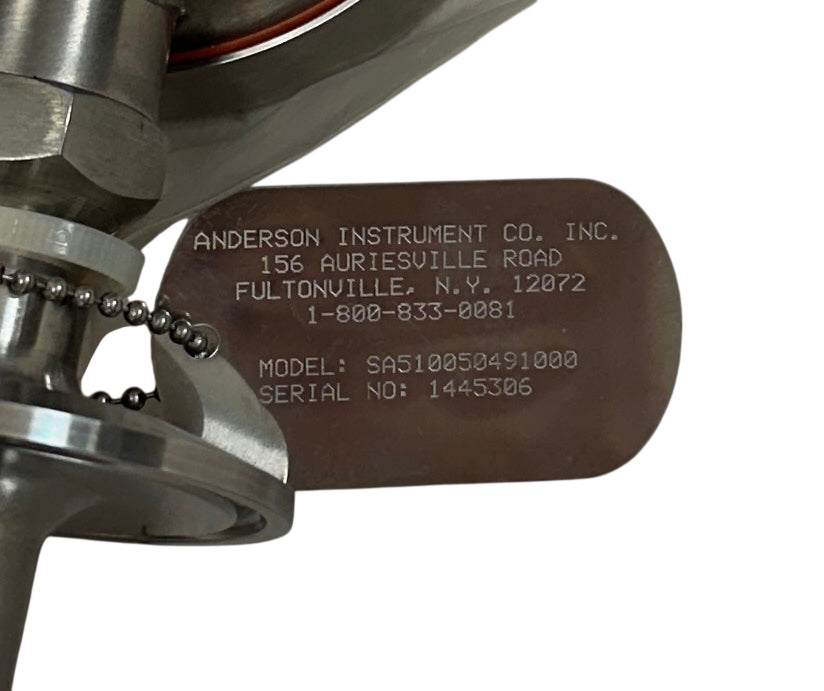 ANDERSON INSTRUMENT CO. INC.
156 AURIESVILLE ROAD
FULTONVILLE, N.Y. 12072
1-800-833-0081
MODEL: SA510050491000
SERIAL NO: 1445306